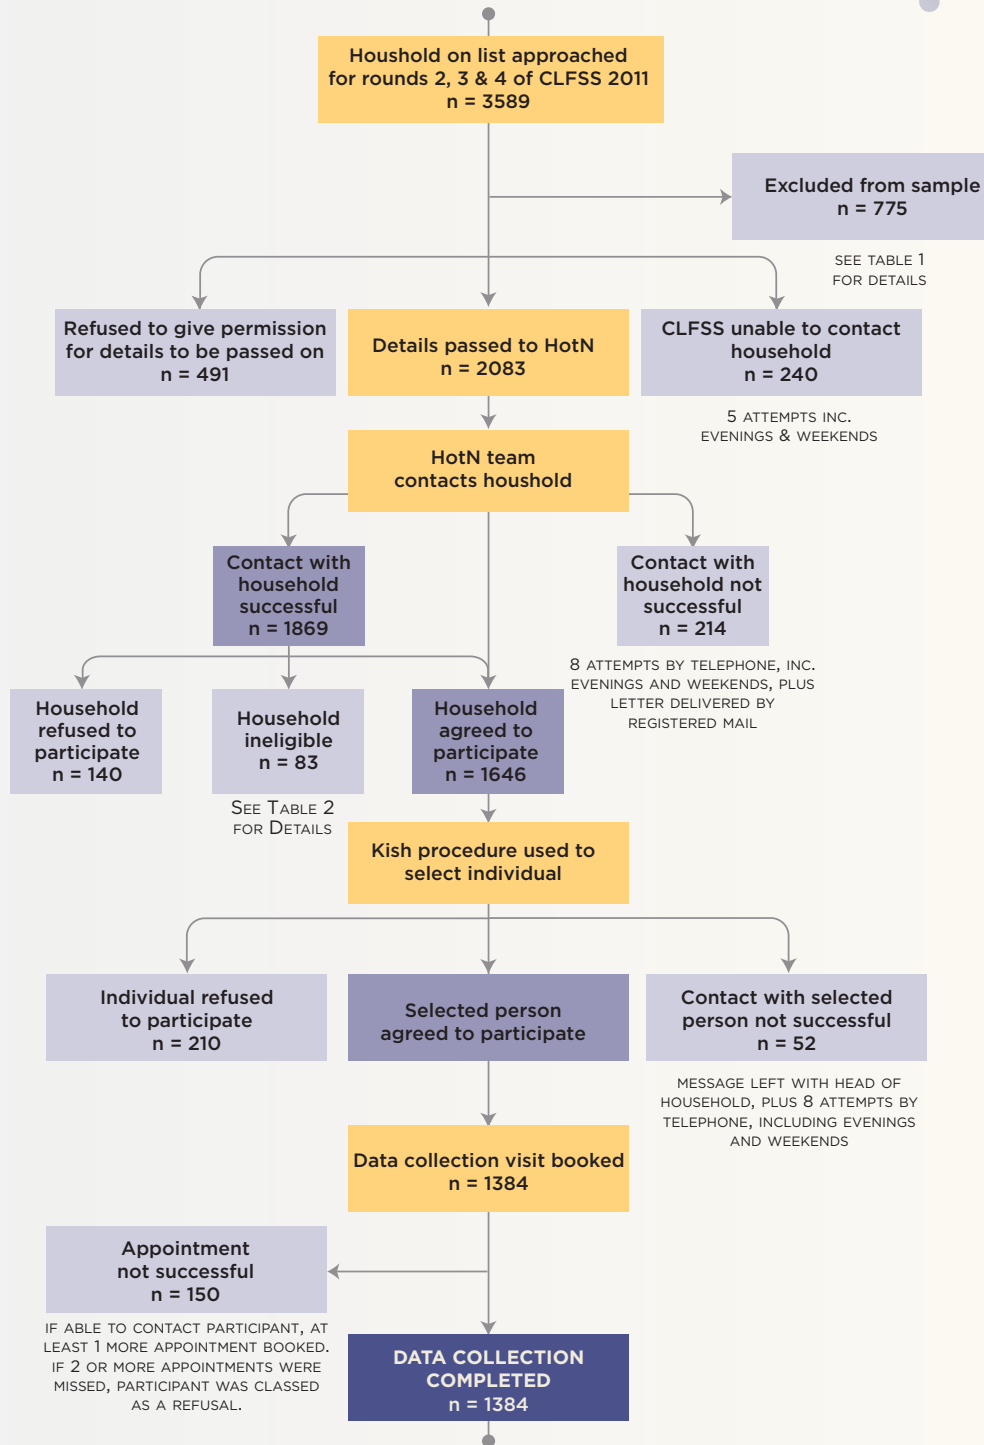 Houshold on list approached
for rounds 2, 3 & 4 of CLFSS 2011
n = 3589
Excluded from sample
n = 775
SEE TABLE 1
FOR DETAILS
Refused to give permission
for details to be passed on
n = 491
Details passed to HotN
n = 2083
CLFSS unable to contact
household
n = 240
5 ATTEMPTS INC.
EVENINGS & WEEKENDS
HotN team
contacts houshold
Contact with
household
successful
n = 1869
Contact with
household not
successful
n = 214
8 ATTEMPTS BY TELEPHONE, INC.
EVENINGS AND WEEKENDS, PLUS
LETTER DELIVERED BY
REGISTERED MAIL
Household
refused to
participate
n = 140
Household
ineligible
n = 83
Household
agreed to
participate
n = 1646
SEE TABLE 2
FOR DETAILS
Kish procedure used to
select individual
Individual refused
to participate
n = 210
Selected person
agreed to participate
Contact with selected
person not successful
n = 52
MESSAGE LEFT WITH HEAD OF
HOUSEHOLD, PLUS 8 ATTEMPTS BY
TELEPHONE, INCLUDING EVENINGS
AND WEEKENDS
Data collection visit booked
n = 1384
Appointment
not successful
n = 150
IF ABLE TO CONTACT PARTICIPANT, AT
LEAST 1 MORE APPOINTMENT BOOKED.
IF 2 OR MORE APPOINTMENTS WERE
MISSED, PARTICIPANT WAS CLASSED
AS A REFUSAL.
DATA COLLECTION
COMPLETED
n = 1384